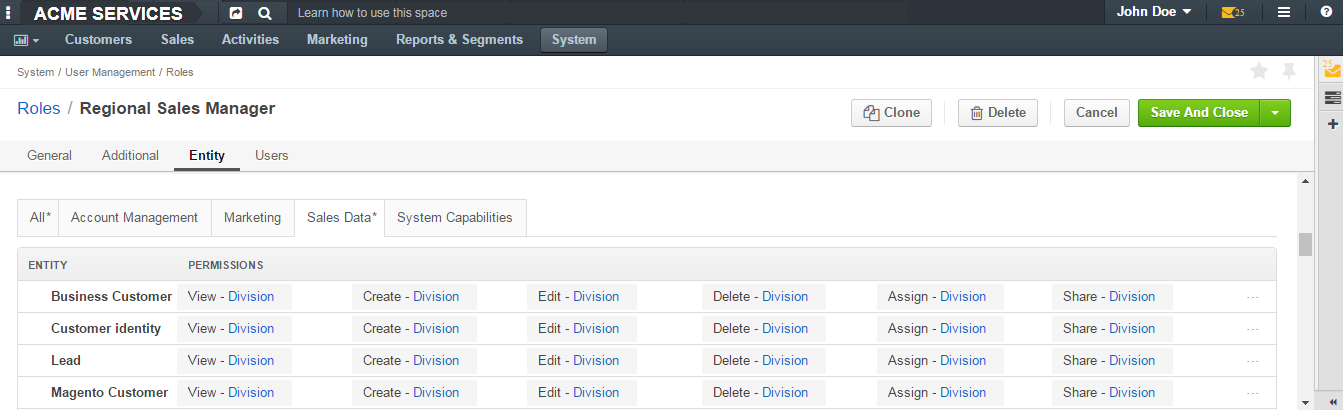 ACME SERVICES Learn how to use this space John Doe 25
Customers Sales Activities Marketing Reports & Segments System
System / User Management / Roles
25
Roles / Regional Sales Manager Clone Delete Cancel Save And Close
General Additional Entity Users
All* Account Management Marketing Sales Data* System Capabilities
ENTITY PERMISSIONS
Business Customer View - Division Create - Division Edit - Division Delete - Division Assign - Division Share - Division ...
Customer identity View - Division Create - Division Edit - Division Delete - Division Assign - Division Share - Division ...
Lead View - Division Create - Division Edit - Division Delete - Division Assign - Division Share - Division ...
Magento Customer View - Division Create - Division Edit - Division Delete - Division Assign - Division Share - Division ...